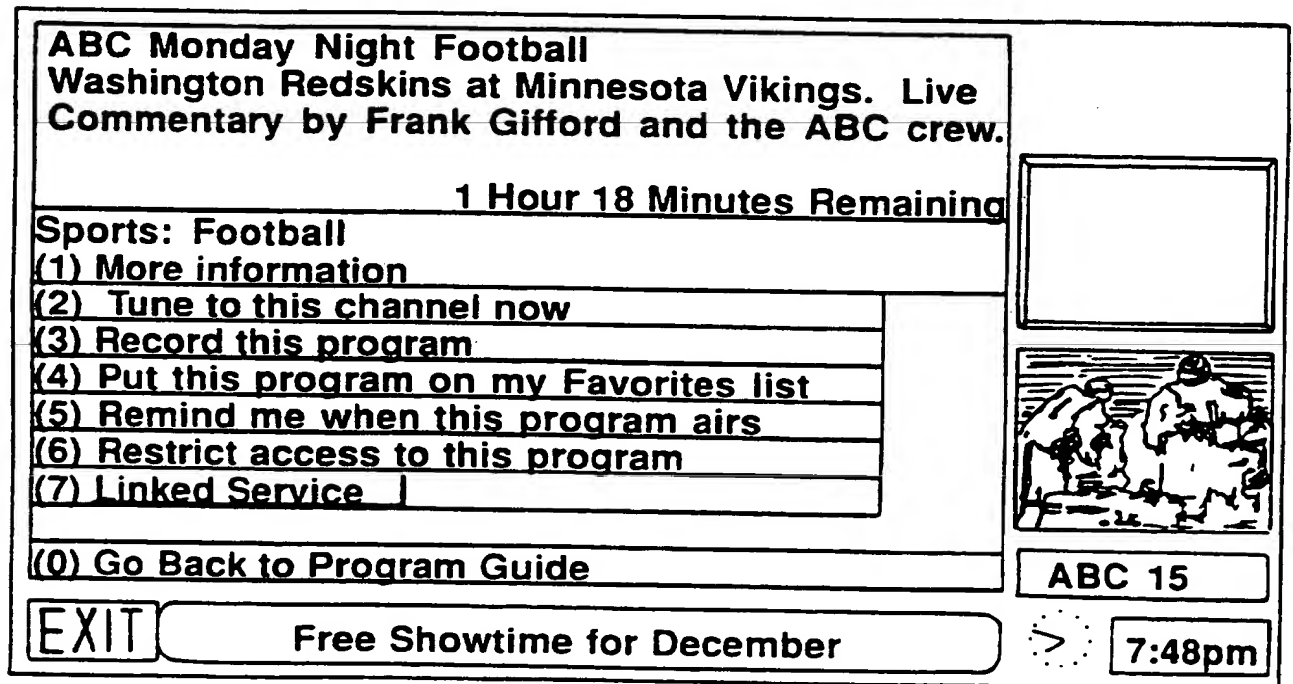 ABC Monday Night Football
Washington Redskins at Minnesota Vikings. Live
Commentary by Frank Gifford and the ABC crew.
1 Hour 18 Minutes Remaining
Sports: Football
(1) More information
(2) Tune to this channel now
(3) Record this program
(4) Put this program on my Favorites list
(5) Remind me when this program airs
(6) Restrict access to this program
(7) Linked Service
(0) Go Back to Program Guide
ABC 15
EXIT
Free Showtime for December
7:48pm